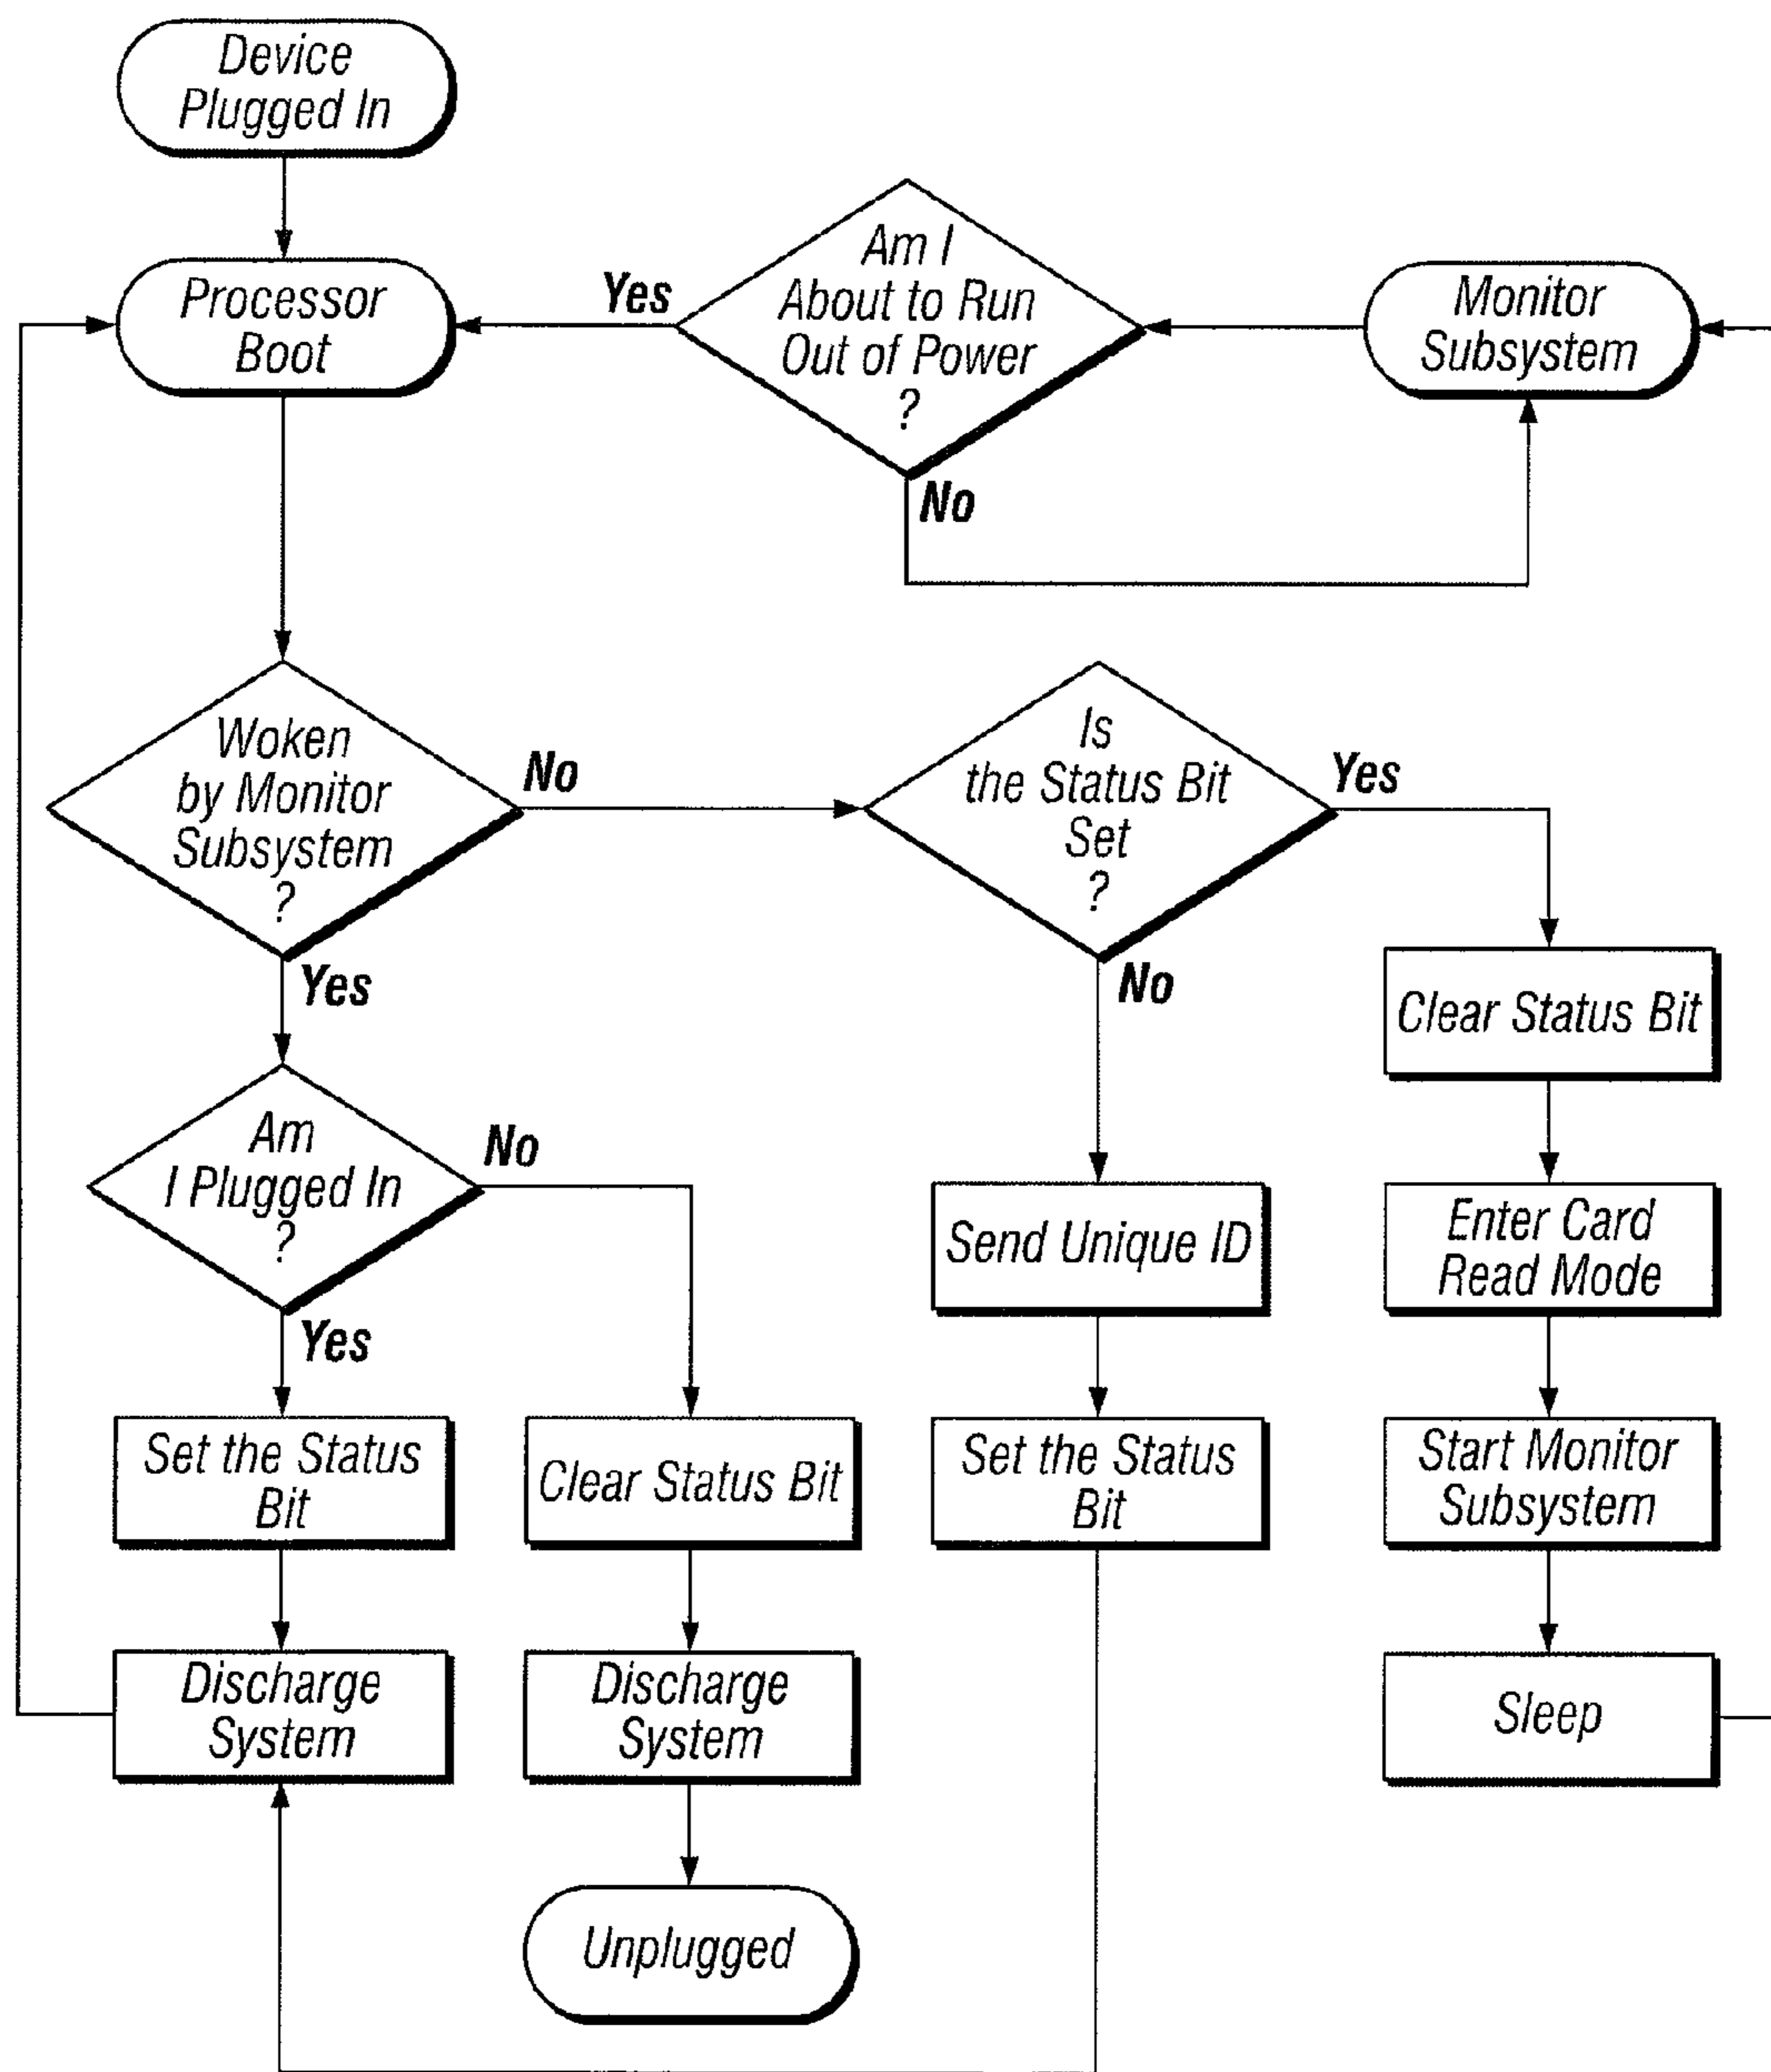 Device
Plugged In
Processor
Boot
Yes
Am I
About to Run
Out of Power
?
No
Monitor
Subsystem
Woken
by Monitor
Subsystem
?
No
Yes
Is
the Status Bit
Set
?
Yes
No
Clear Status Bit
Am
I Plugged In
?
No
Yes
Send Unique ID
Enter Card
Read Mode
Set the Status
Bit
Clear Status Bit
Set the Status
Bit
Start Monitor
Subsystem
Discharge
System
Discharge
System
Sleep
Unplugged